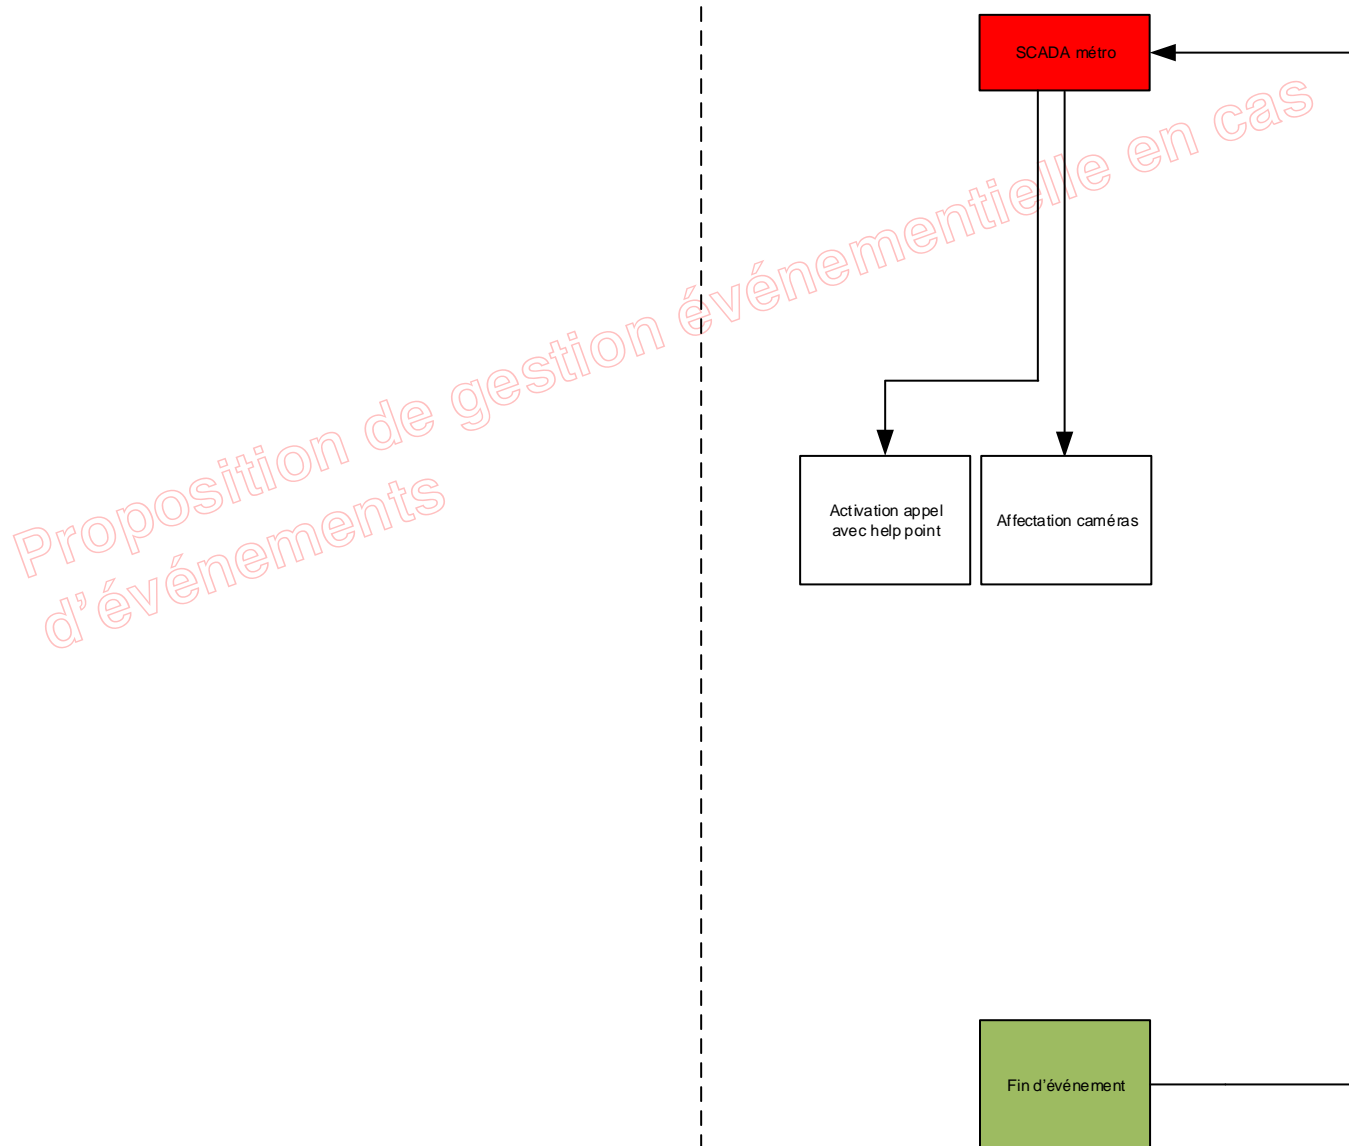 SCADA métro
Proposition de gestion événementielle en cas
d’événements
Activation appel
avec help point
Affectation caméras
Fin d’événement